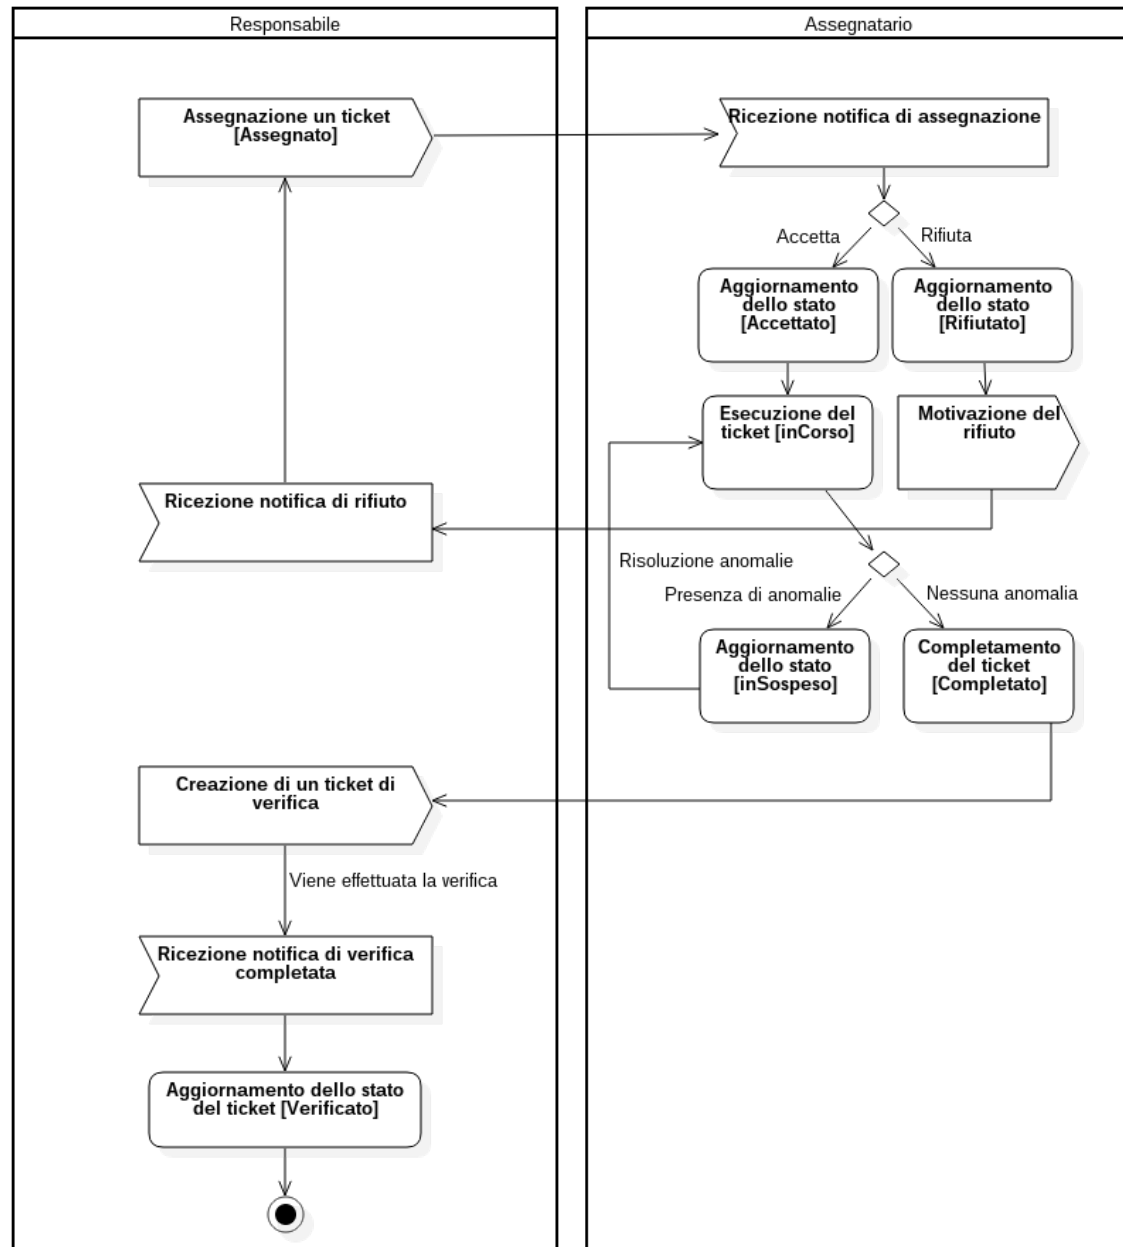 Responsabile
Assegnatario
Assegnazione un ticket
[Assegnato]
Ricezione notifica di assegnazione
Accetta
Rifiuta
Aggiornamento
dello stato
[Accettato]
Aggiornamento
dello stato
[Rifiutato]
Esecuzione del
ticket [inCorso]
Motivazione del
rifiuto
Ricezione notifica di rifiuto
Risoluzione anomalie
Presenza di anomalie
Nessuna anomalia
Aggiornamento
dello stato
[inSospeso]
Completamento
del ticket
[Completato]
Creazione di un ticket di
verifica
Viene effettuata la verifica
Ricezione notifica di verifica
completata
Aggiornamento dello stato
del ticket [Verificato]